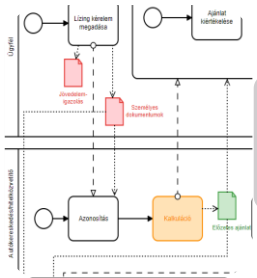 Ügyfél
Lízing kérelem
megadása
Ajánlat
kiértékelése
Jövedelem-
igazolás
Személyes
dokumentumok
Azonosítás
Kalkuláció
Előzetes ajánlat